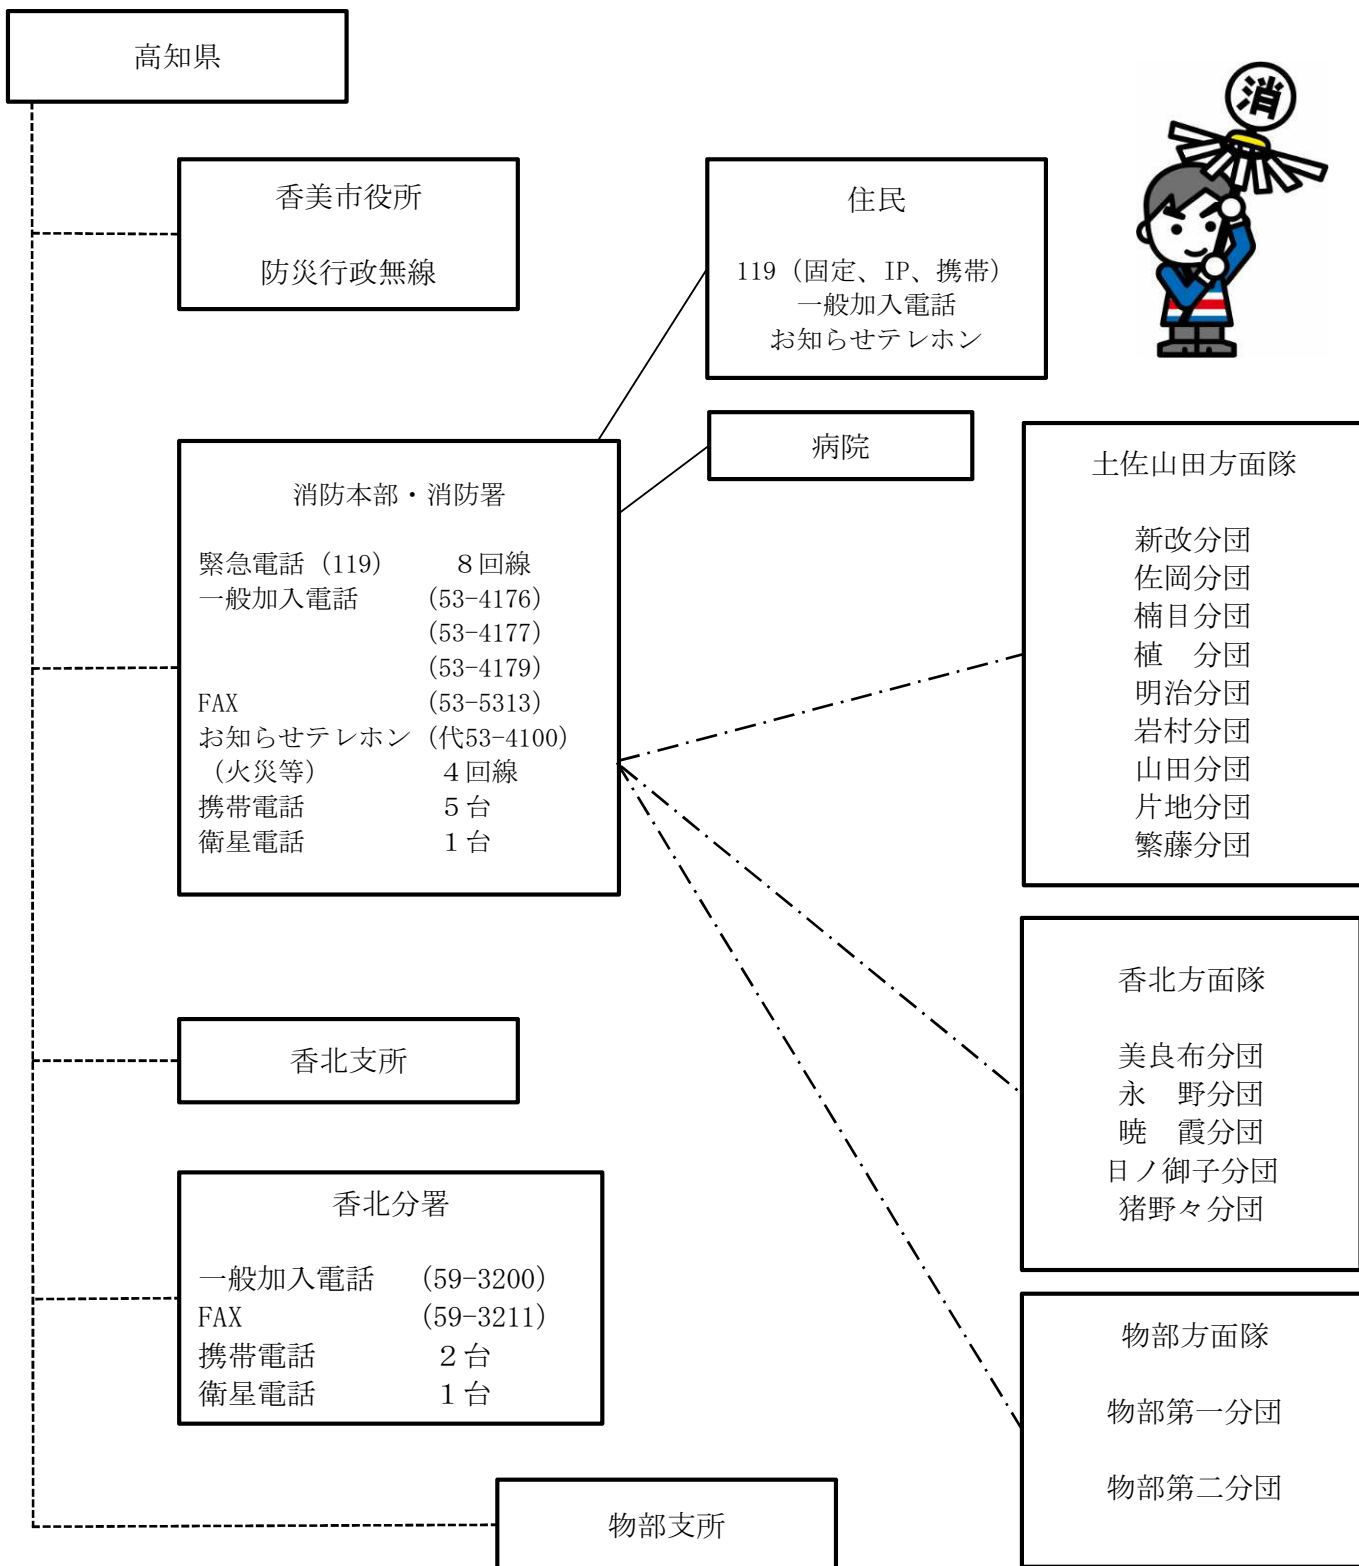 高知県
香美市役所
防災行政無線
消
住民
119（固定、IP、携帯）
一般加入電話
お知らせテレホン
病院
消防本部・消防署
緊急電話（119） ８回線
一般加入電話 （53-4176）
（53-4177）
（53-4179）
FAX （53-5313）
お知らせテレホン（代53-4100）
（火災等） ４回線
携帯電話 ５台
衛星電話 １台
土佐山田方面隊
新改分団
佐岡分団
楠目分団
植　分団
明治分団
岩村分団
山田分団
片地分団
繁藤分団
香北支所
香北方面隊
美良布分団
永　野分団
暁　霞分団
日ノ御子分団
猪野々分団
香北分署
一般加入電話 （59-3200）
FAX （59-3211）
携帯電話 ２台
衛星電話 １台
物部方面隊
物部第一分団
物部第二分団
物部支所